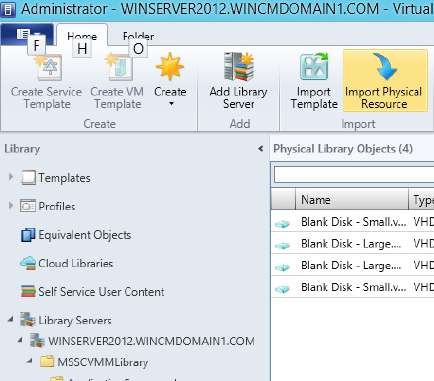 Administrator - WINSERVER2012.WINCMDOMAIN1.COM - Virtual
Home Folder
F H O
Create Service Template
Create VM Template
Create
Add Library Server
Import Template
Import Physical Resource
Create Add Import
Library
Physical Library Objects (4)
Templates
Profiles
Equivalent Objects
Cloud Libraries
Self Service User Content
Library Servers
WINSERVER2012.WINCMDOMAIN1.COM
MSSCVMMLibrary
Name Type
Blank Disk - Small.v... VHD
Blank Disk - Large.... VHD
Blank Disk - Large.... VHD
Blank Disk - Small.v... VHD